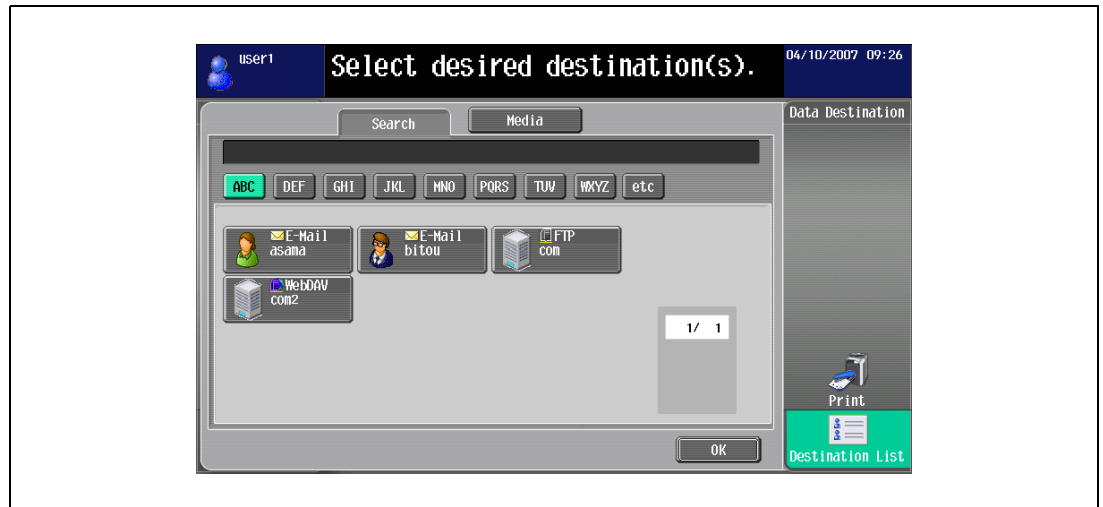 user1
Select desired destination(s).
04/10/2007 09:26
Search
Media
Data Destination
ABC
DEF
GHI
JKL
MNO
PQRS
TUV
WXYZ
etc
E-Mail
asama
E-Mail
bitou
FTP
com
WebDAV
com2
1/ 1
Print
OK
Destination List